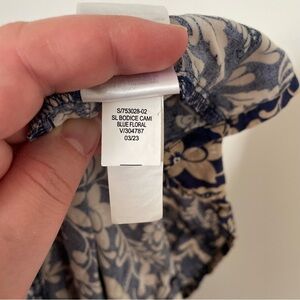 S/753028-02
SL BODICE CAMI
BLUE FLORAL
V/304787
03/23